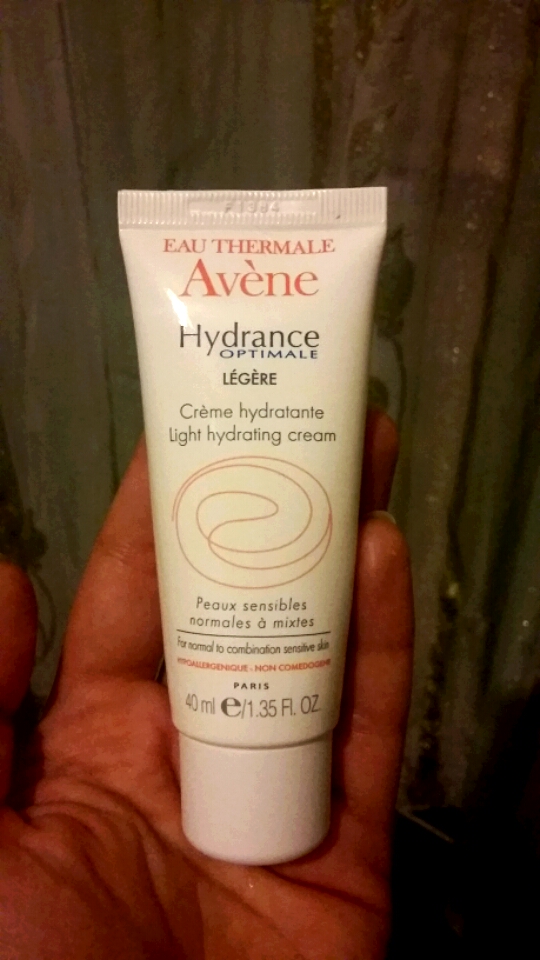 EAU THERMALE
Avène
Hydrance
OPTIMALE
LÉGÈRE
Crème hydratante
Light hydrating cream
Peaux sensibles
normales à mixtes
For normal to combination sensitive skin
HYPOALLERGENIQUE - NON COMEDOGENE
PARIS
40 ml e/1.35 Fl. OZ.